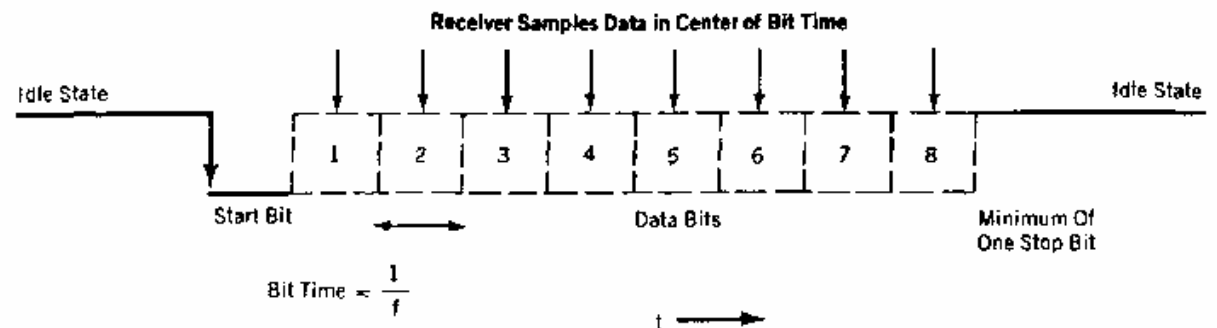 Receiver Samples Data in Center of Bit Time
Idle State
Idle State
1 2 3 4 5 6 7 8
Start Bit
Data Bits
Minimum Of
One Stop Bit
Bit Time = 1/f
t